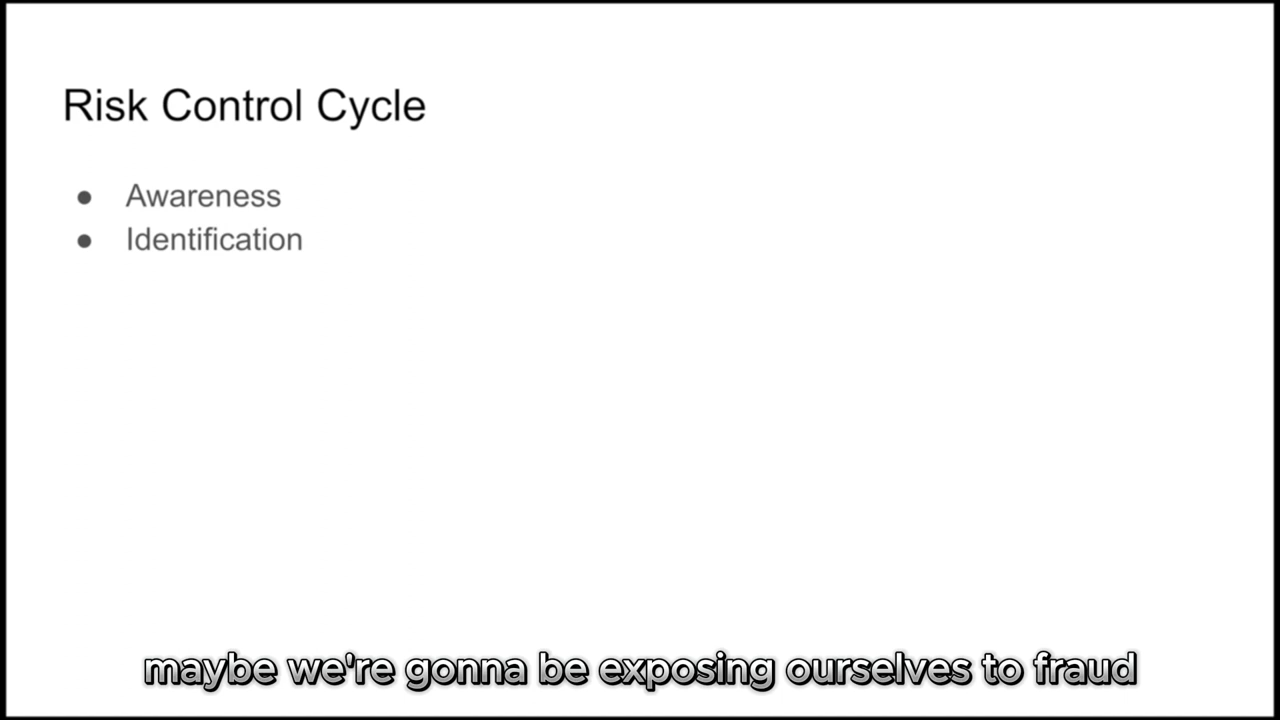 Risk Control Cycle
● Awareness
● Identification
maybe we're gonna be exposing ourselves to fraud